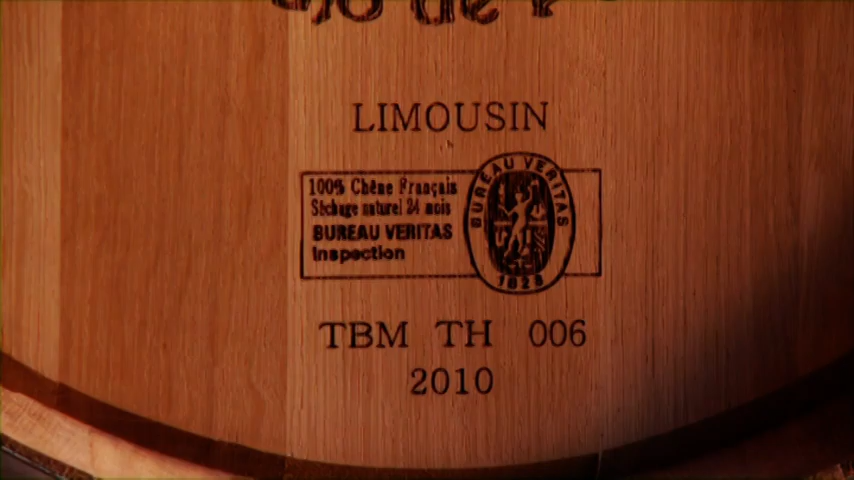 LIMOUSIN
100% Chêne Français
Séchage naturel 24 mois
BUREAU VERITAS
Inspection
BUREAU VERITAS
1828
TBM TH 006
2010